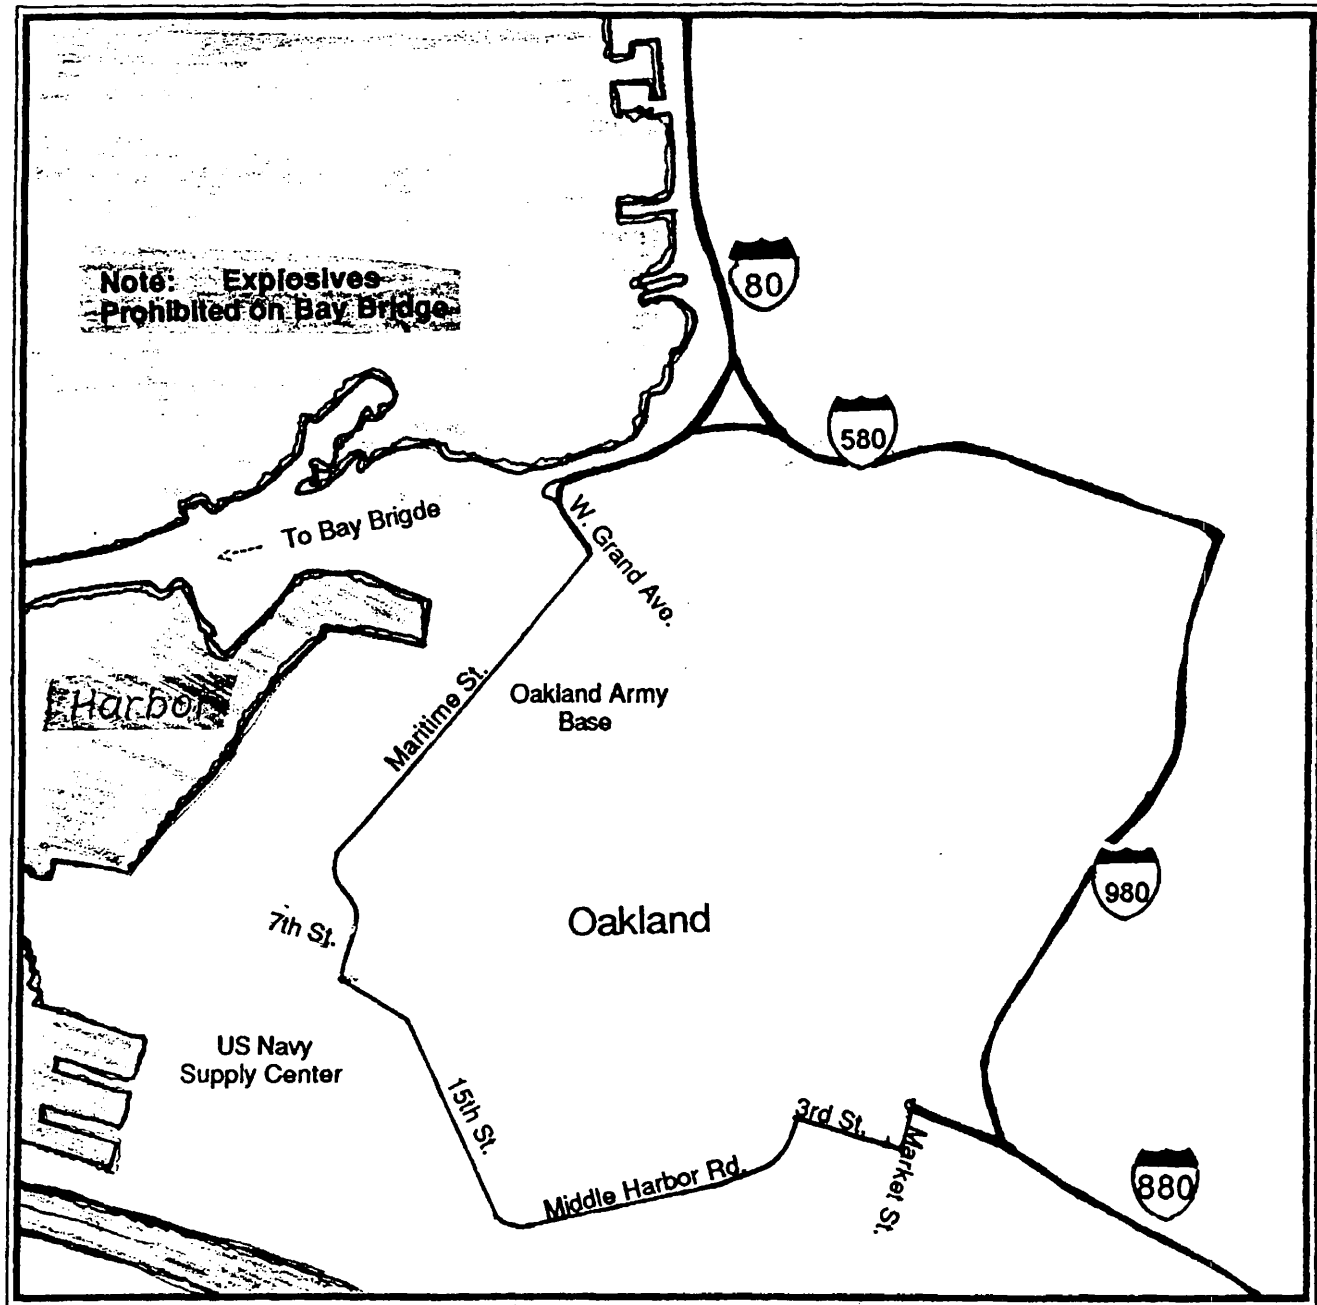 80
Note: Explosives
Prohibited on Bay Bridge
580
To Bay Brigde
W. Grand Ave.
Harbor
Maritime St.
Oakland Army
Base
980
7th St.
Oakland
US Navy
Supply Center
15th St.
3rd St.
Market St.
Middle Harbor Rd.
880